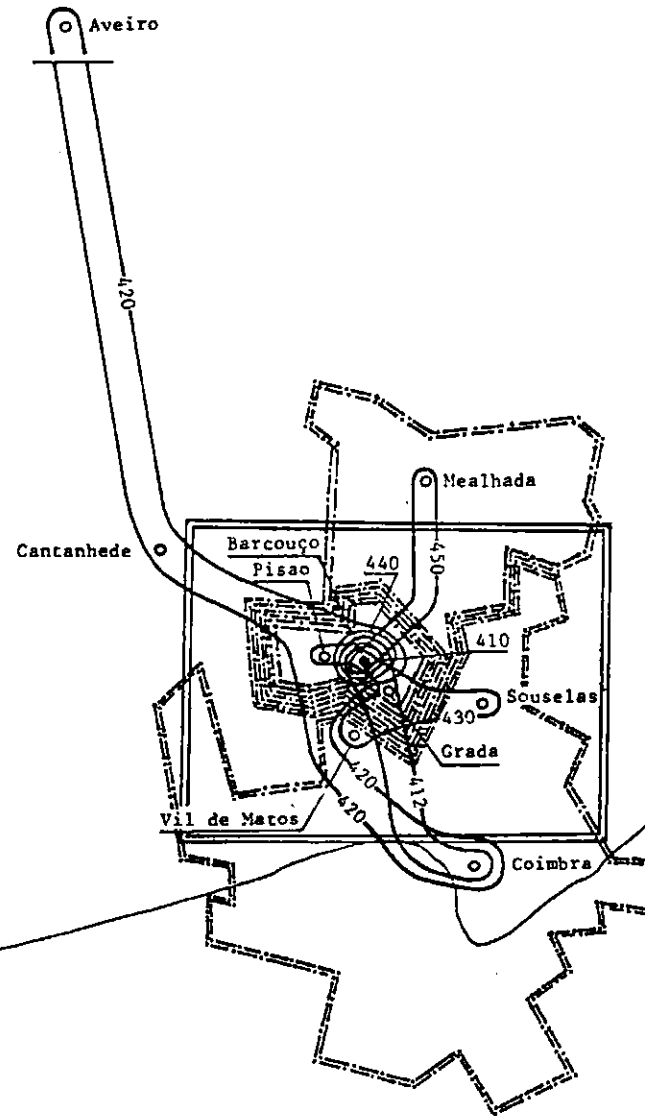 Aveiro
420
Mealhada
Cantanhede
Barcouço
440
450
Pisao
410
Souselas
430
Grada
420
412
420
Vil de Matos
Coimbra